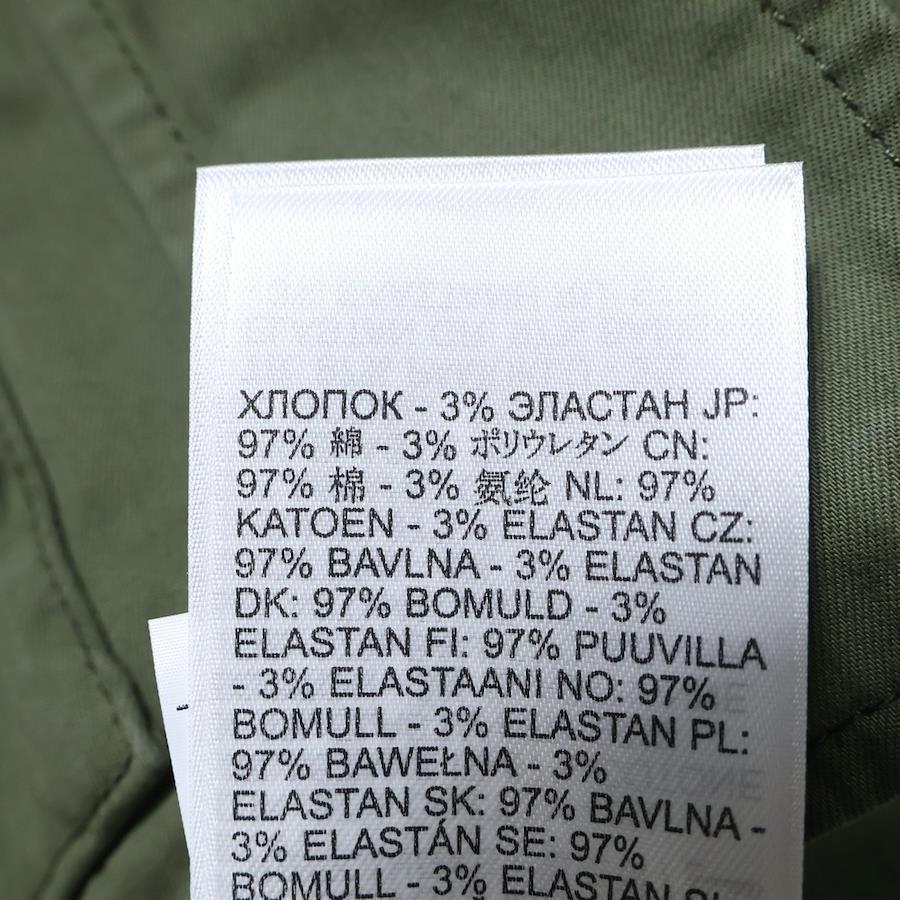 ХЛОПОК - 3% ЭЛАСТАН JP:
97% 綿 - 3% ポリウレタン CN:
97% 棉 - 3% 氨纶 NL: 97%
KATOEN - 3% ELASTAN CZ:
97% BAVLNA - 3% ELASTAN
DK: 97% BOMULD - 3%
ELASTAN FI: 97% PUUVILLA
- 3% ELASTAANI NO: 97%
BOMULL - 3% ELASTAN PL:
97% BAWEŁNA - 3%
ELASTAN SK: 97% BAVLNA -
3% ELASTÁN SE: 97%
BOMULL - 3% ELASTAN